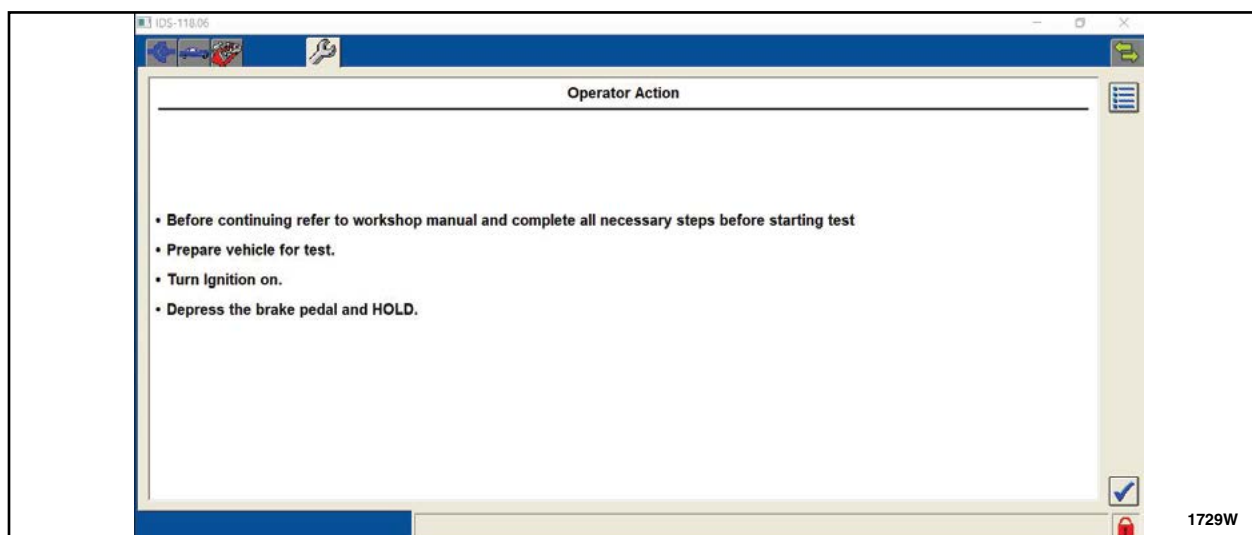 IDS-118.06
Operator Action
• Before continuing refer to workshop manual and complete all necessary steps before starting test
• Prepare vehicle for test.
• Turn Ignition on.
• Depress the brake pedal and HOLD.
1729W